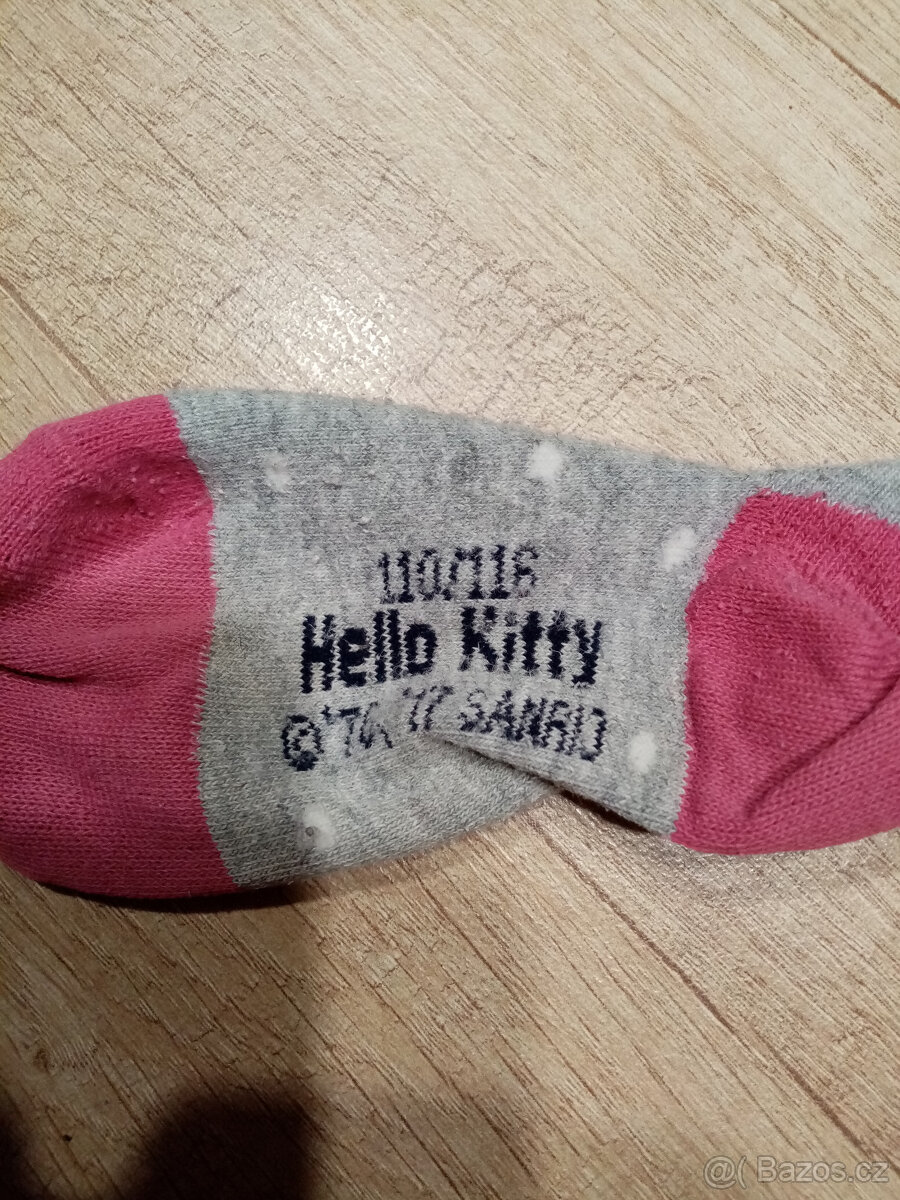 110/116
Hello Kitty
©'76, '17 SANRIO
@( Bazos.cz